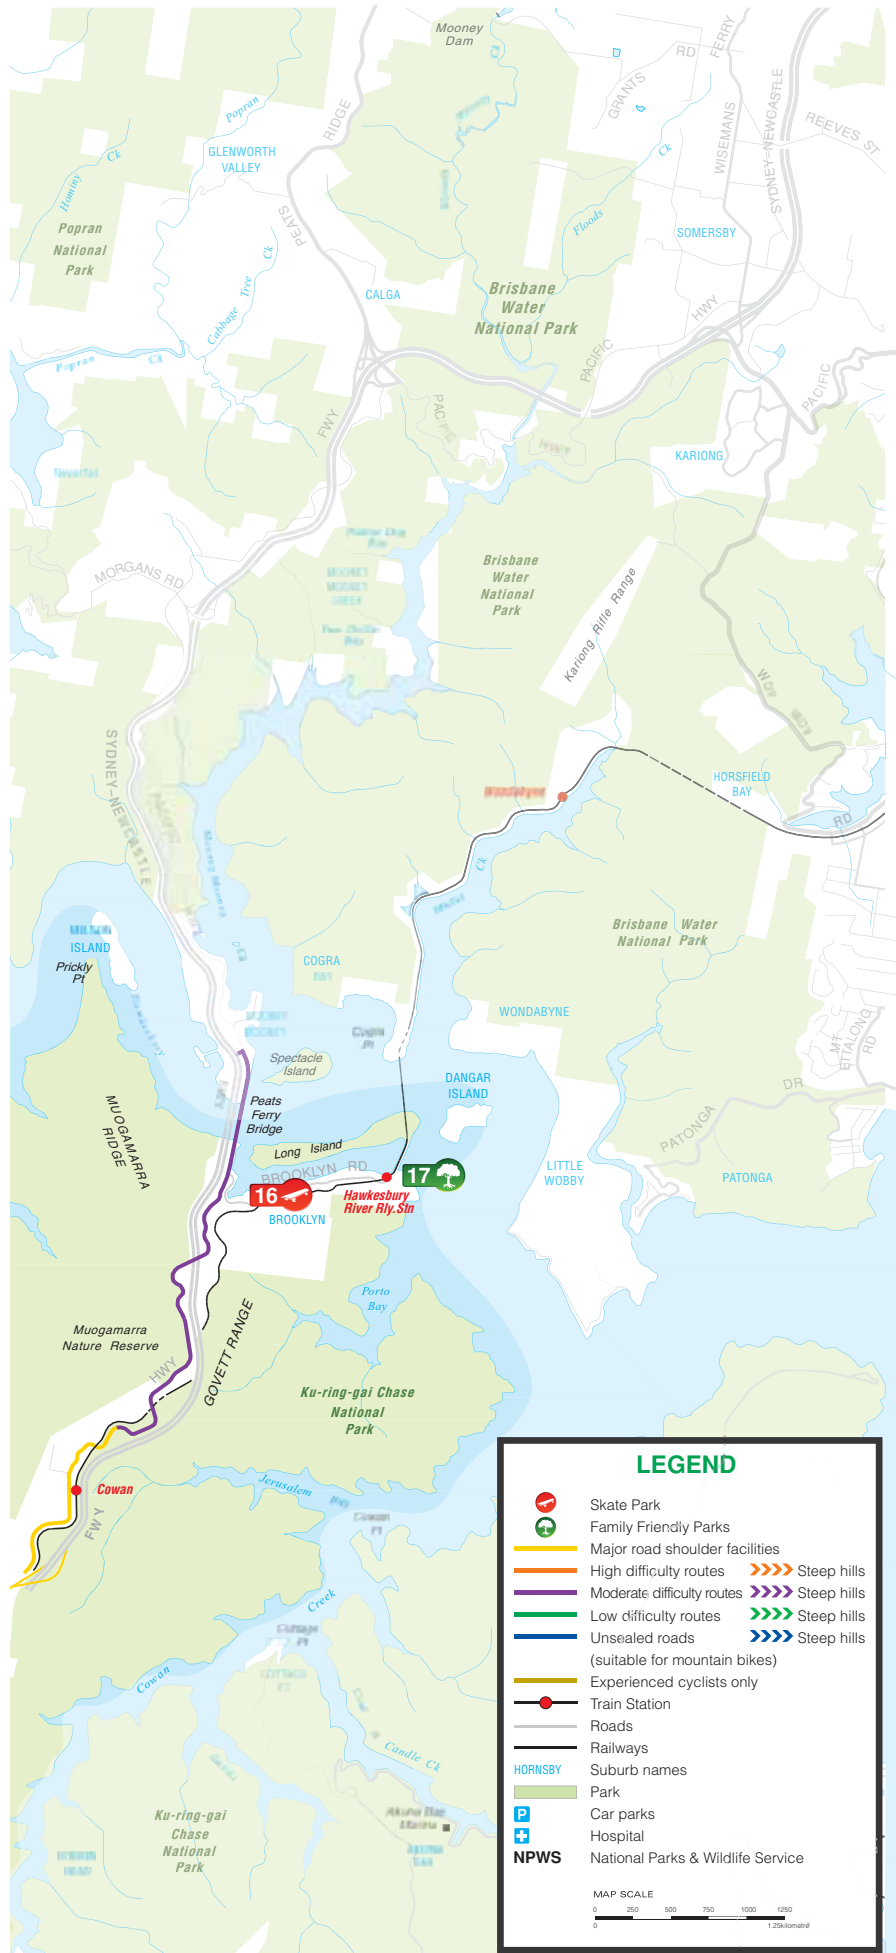 Mooney
Dam
Ck
GRANTS
RD
FERRY
WISEMANS
SYDNEY-NEWCASTLE
REEVES ST
RIDGE
PEATS
Popran
GLENWORTH
VALLEY
Hominy Ck
Popran
National
Park
Cabbage Tree Ck
Floods
Ck
SOMERSBY
CALGA
Brisbane
Water
National Park
HWY
PACIFIC
PACIFIC
Popran Ck
FWY
PACIFIC
HWY
KARIONG
MORGANS RD
Brisbane
Water
National
Park
Kariong Rifle Range
WOY
WOY
SYDNEY-NEWCASTLE
Wondabyne
HORSFIELD
BAY
RD
Ck
Brisbane Water
National Park
MILSON
ISLAND
Prickly
Pt
COGRA
WONDABYNE
Spectacle
Island
DANGAR
ISLAND
MT
ETTALONG
RD
PATONGA
DR
MUOGAMARRA
RIDGE
FWY
Peats
Ferry
Bridge
Long Island
BROOKLYN RD
16
17
Hawkesbury
River Rly.Stn
BROOKLYN
LITTLE
WOBBY
PATONGA
Porto
Bay
Muogamarra
Nature Reserve
HWY
GOVETT RANGE
Ku-ring-gai Chase
National
Park
Cowan
FWY
Jerusalem
Creek
Cowan
Candle Ck
Ku-ring-gai
Chase
National
Park
LEGEND
Skate Park
Family Friendly Parks
Major road shoulder facilities
High difficulty routes Steep hills
Moderate difficulty routes Steep hills
Low difficulty routes Steep hills
Unsealed roads Steep hills
(suitable for mountain bikes)
Experienced cyclists only
Train Station
Roads
Railways
HORNSBY Suburb names
Park
P Car parks
Hospital
NPWS National Parks & Wildlife Service
MAP SCALE
0 250 500 750 1000 1250
0 1.25kilometre